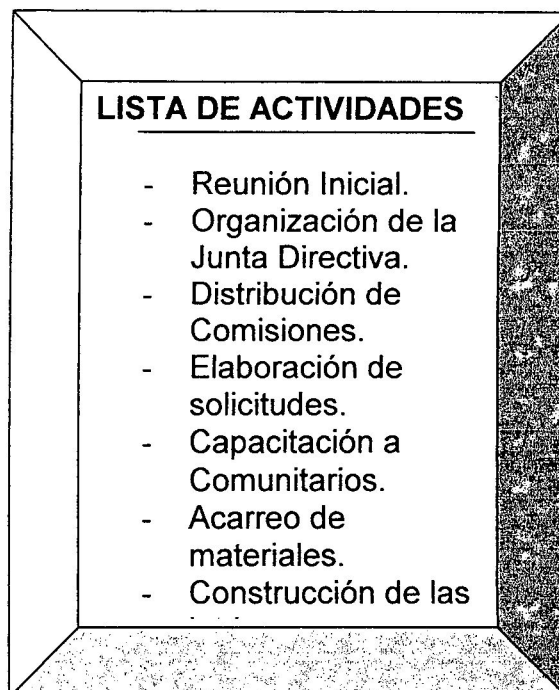 LISTA DE ACTIVIDADES
- Reunión Inicial.
- Organización de la
Junta Directiva.
- Distribución de
Comisiones.
- Elaboración de
solicitudes.
- Capacitación a
Comunitarios.
- Acarreo de
materiales.
- Construcción de las